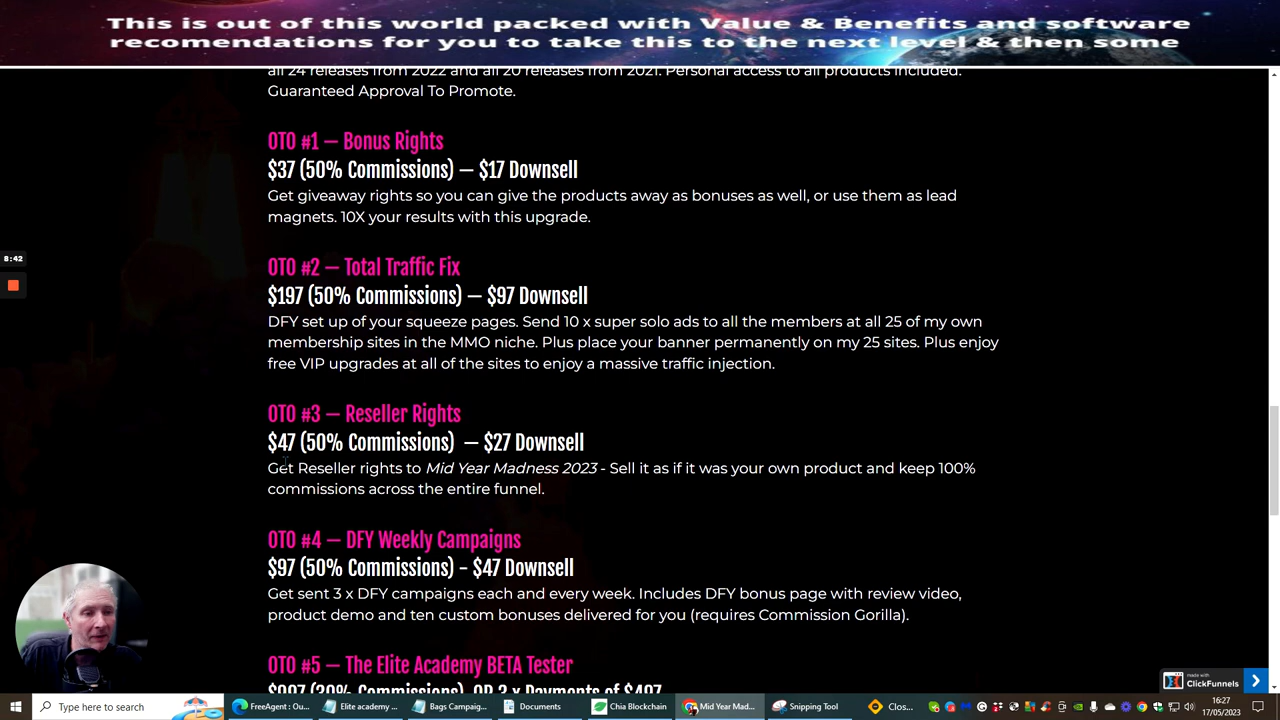 This is out of this world packed with Value & Benefits and software
recomendations for you to take this to the next level & then some
all 24 releases from 2022 and all 20 releases from 2021. Personal access to all products included.
Guaranteed Approval To Promote.
OTO #1 — Bonus Rights
$37 (50% Commissions) — $17 Downsell
Get giveaway rights so you can give the products away as bonuses as well, or use them as lead
magnets. 10X your results with this upgrade.
8:42
OTO #2 — Total Traffic Fix
$197 (50% Commissions) — $97 Downsell
DFY set up of your squeeze pages. Send 10 x super solo ads to all the members at all 25 of my own
membership sites in the MMO niche. Plus place your banner permanently on my 25 sites. Plus enjoy
free VIP upgrades at all of the sites to enjoy a massive traffic injection.
OTO #3 — Reseller Rights
$47 (50% Commissions) — $27 Downsell
Get Reseller rights to Mid Year Madness 2023 - Sell it as if it was your own product and keep 100%
commissions across the entire funnel.
OTO #4 — DFY Weekly Campaigns
$97 (50% Commissions) - $47 Downsell
Get sent 3 x DFY campaigns each and every week. Includes DFY bonus page with review video,
product demo and ten custom bonuses delivered for you (requires Commission Gorilla).
OTO #5 — The Elite Academy BETA Tester
$997 (30% Commissions) OR 3 x Payments of $497
made with
ClickFunnels
Type here to search
FreeAgent : Ou...
Elite academy ...
Bags Campaig...
Documents
Chia Blockchain
Mid Year Mad...
Snipping Tool
Clos...
16:27
17/05/2023